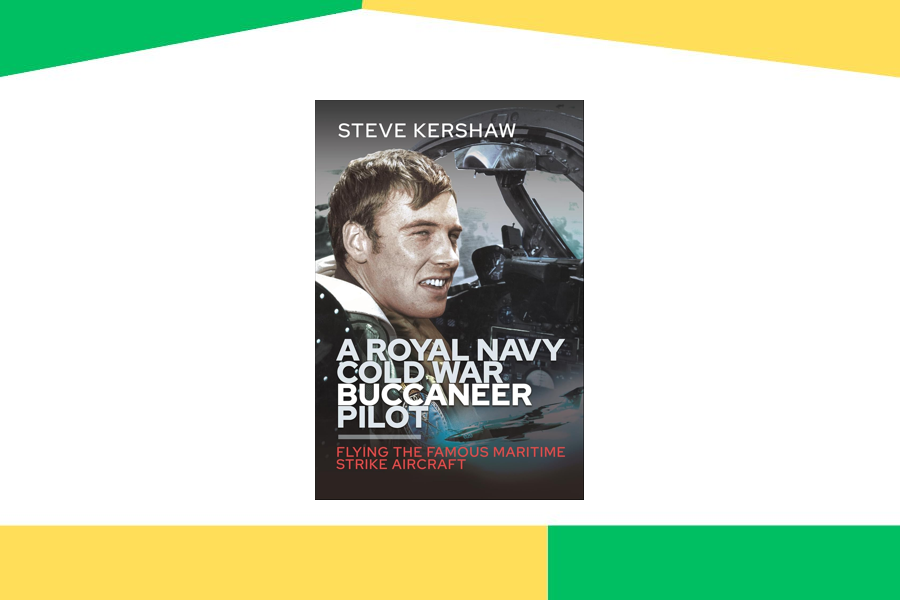 STEVE KERSHAW
A ROYAL NAVY
COLD WAR
BUCCANEER
PILOT
FLYING THE FAMOUS MARITIME
STRIKE AIRCRAFT